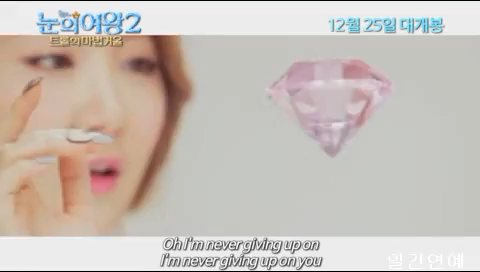 눈의여왕2
트롤의 마법거울
12월 25일 대개봉
Oh I'm never giving up on
I'm never giving up on you
일간연예